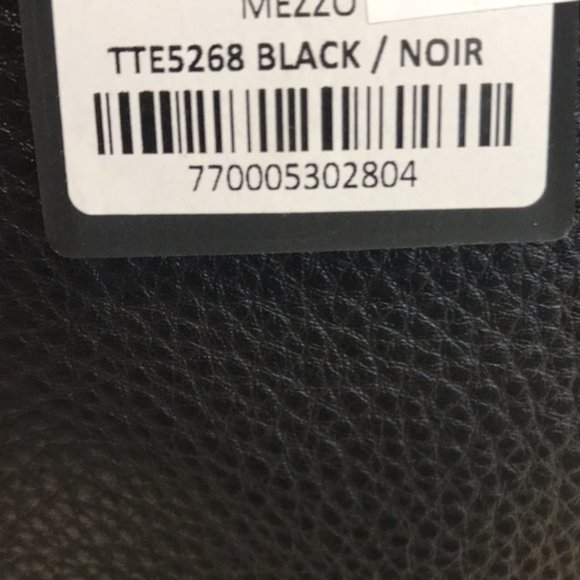 MEZZO
TTE5268 BLACK / NOIR
770005302804